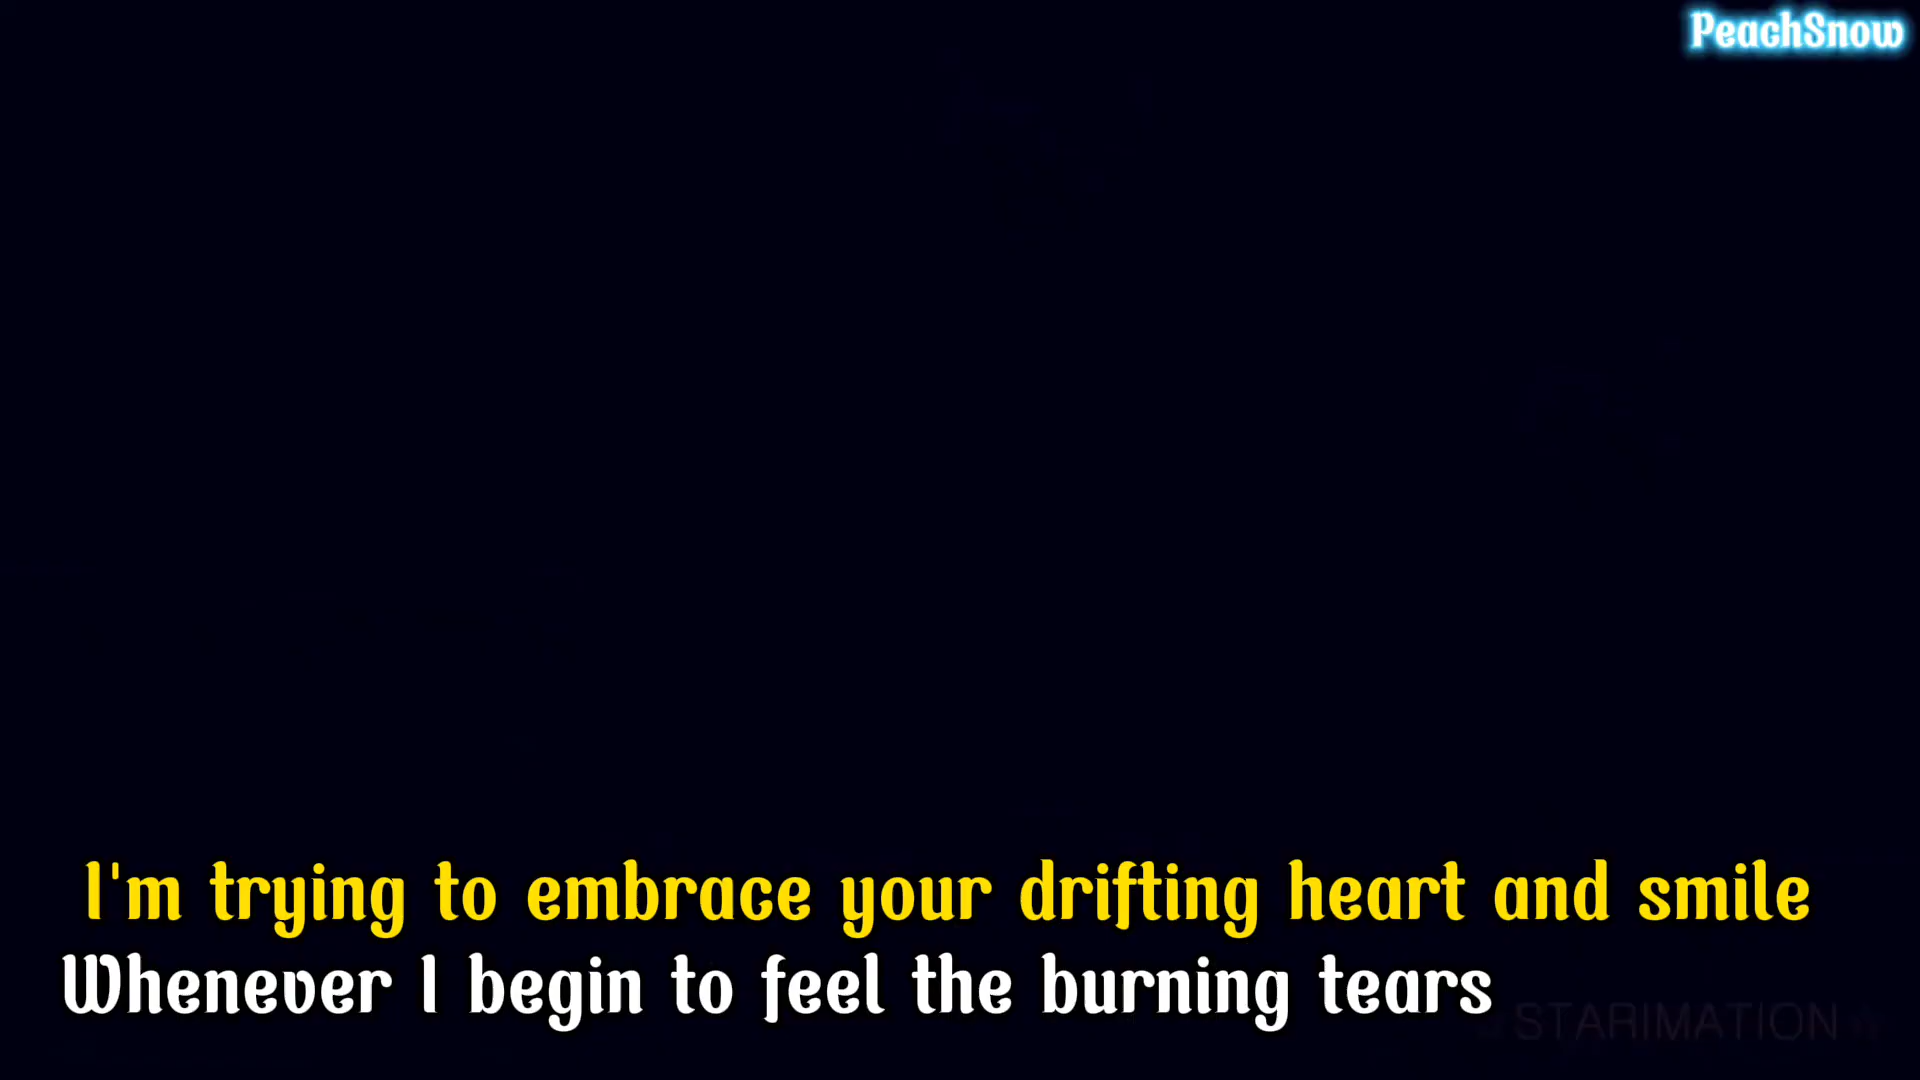 PeachSnow
I'm trying to embrace your drifting heart and smile
Whenever I begin to feel the burning tears
STARIMATION